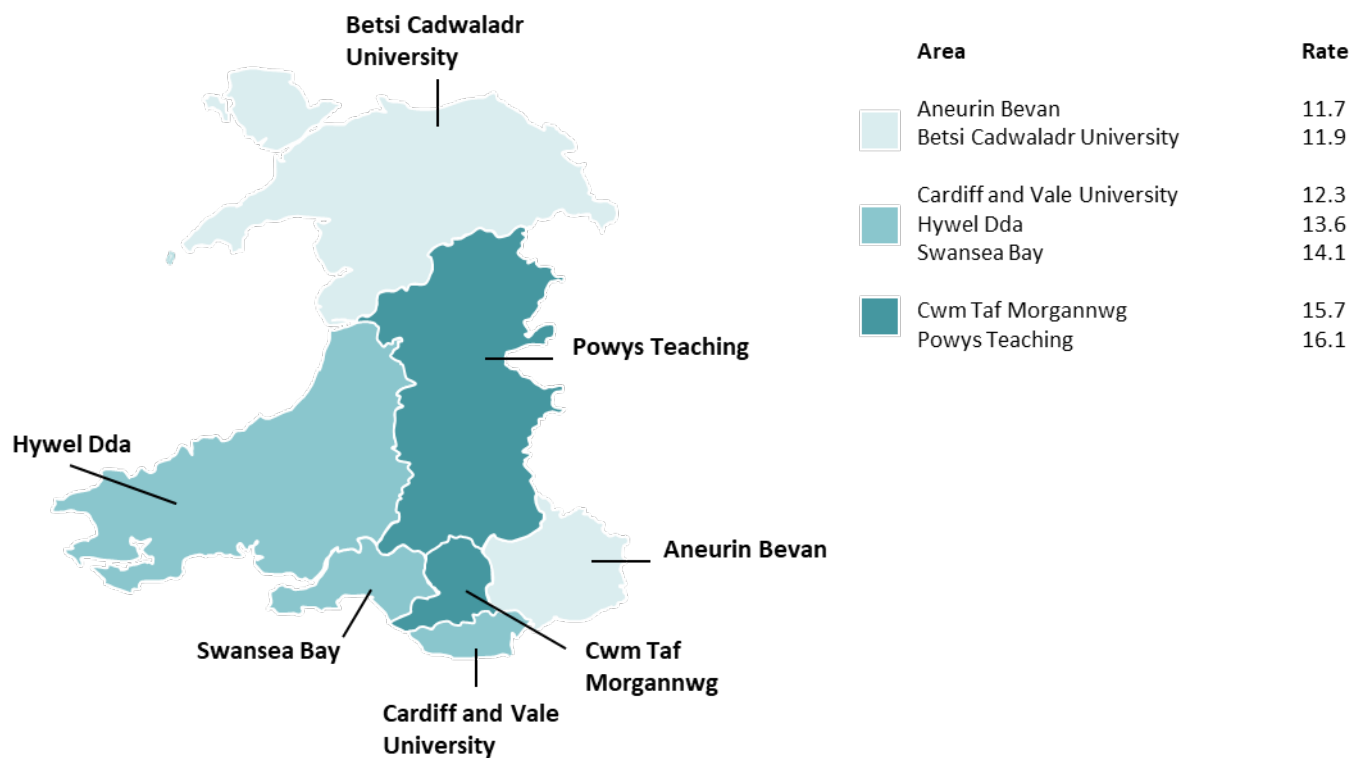 Betsi Cadwaladr
University
Powys Teaching
Hywel Dda
Aneurin Bevan
Swansea Bay
Cwm Taf
Morgannwg
Cardiff and Vale
University
Area Rate
Aneurin Bevan 11.7
Betsi Cadwaladr University 11.9
Cardiff and Vale University 12.3
Hywel Dda 13.6
Swansea Bay 14.1
Cwm Taf Morgannwg 15.7
Powys Teaching 16.1